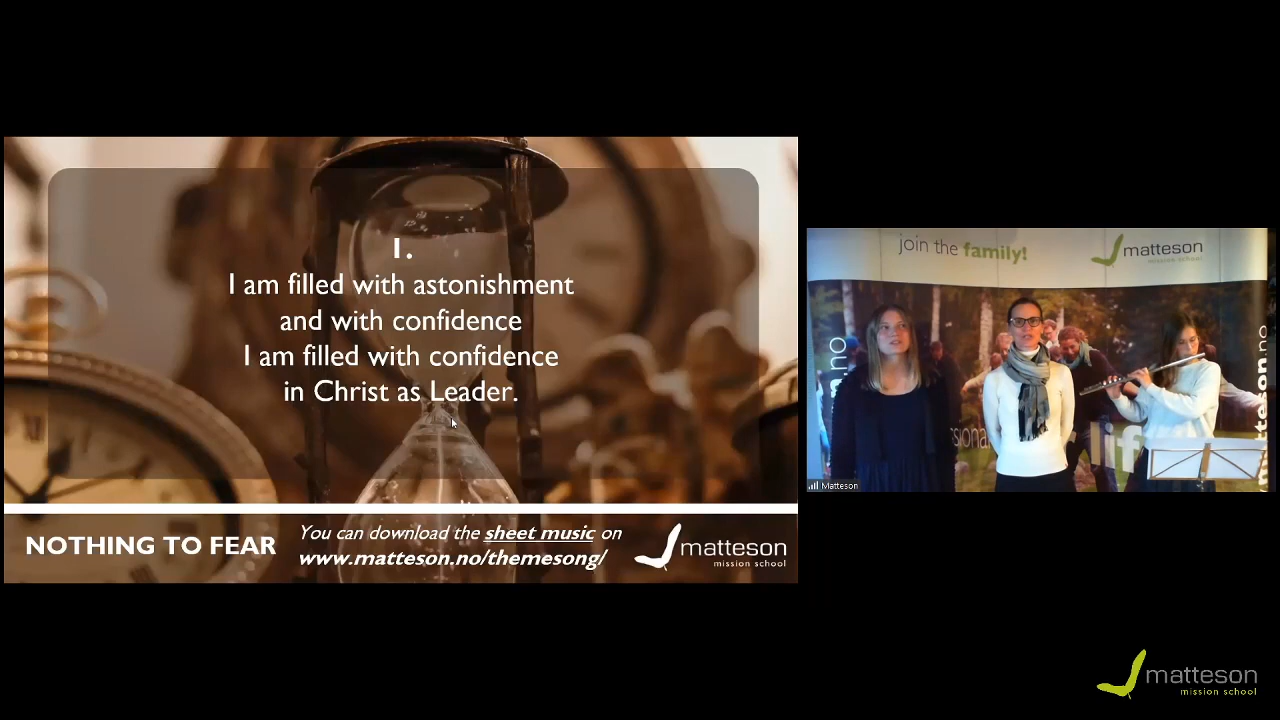 I.
I am filled with astonishment
and with confidence
I am filled with confidence
in Christ as Leader.
NOTHING TO FEAR
You can download the sheet music on
www.matteson.no/themesong/
matteson
mission school
join the family!
matteson
mission school
matteson.no
Matteson
matteson
mission school